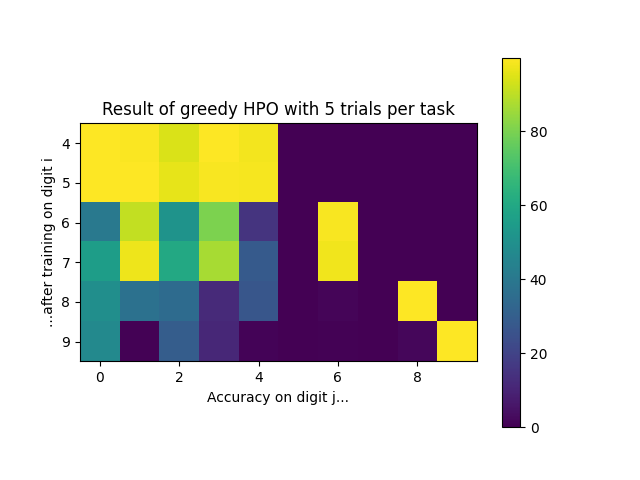 Result of greedy HPO with 5 trials per task
...after training on digit i
4
5
6
7
8
9
0 2 4 6 8
Accuracy on digit j...
80
60
40
20
0